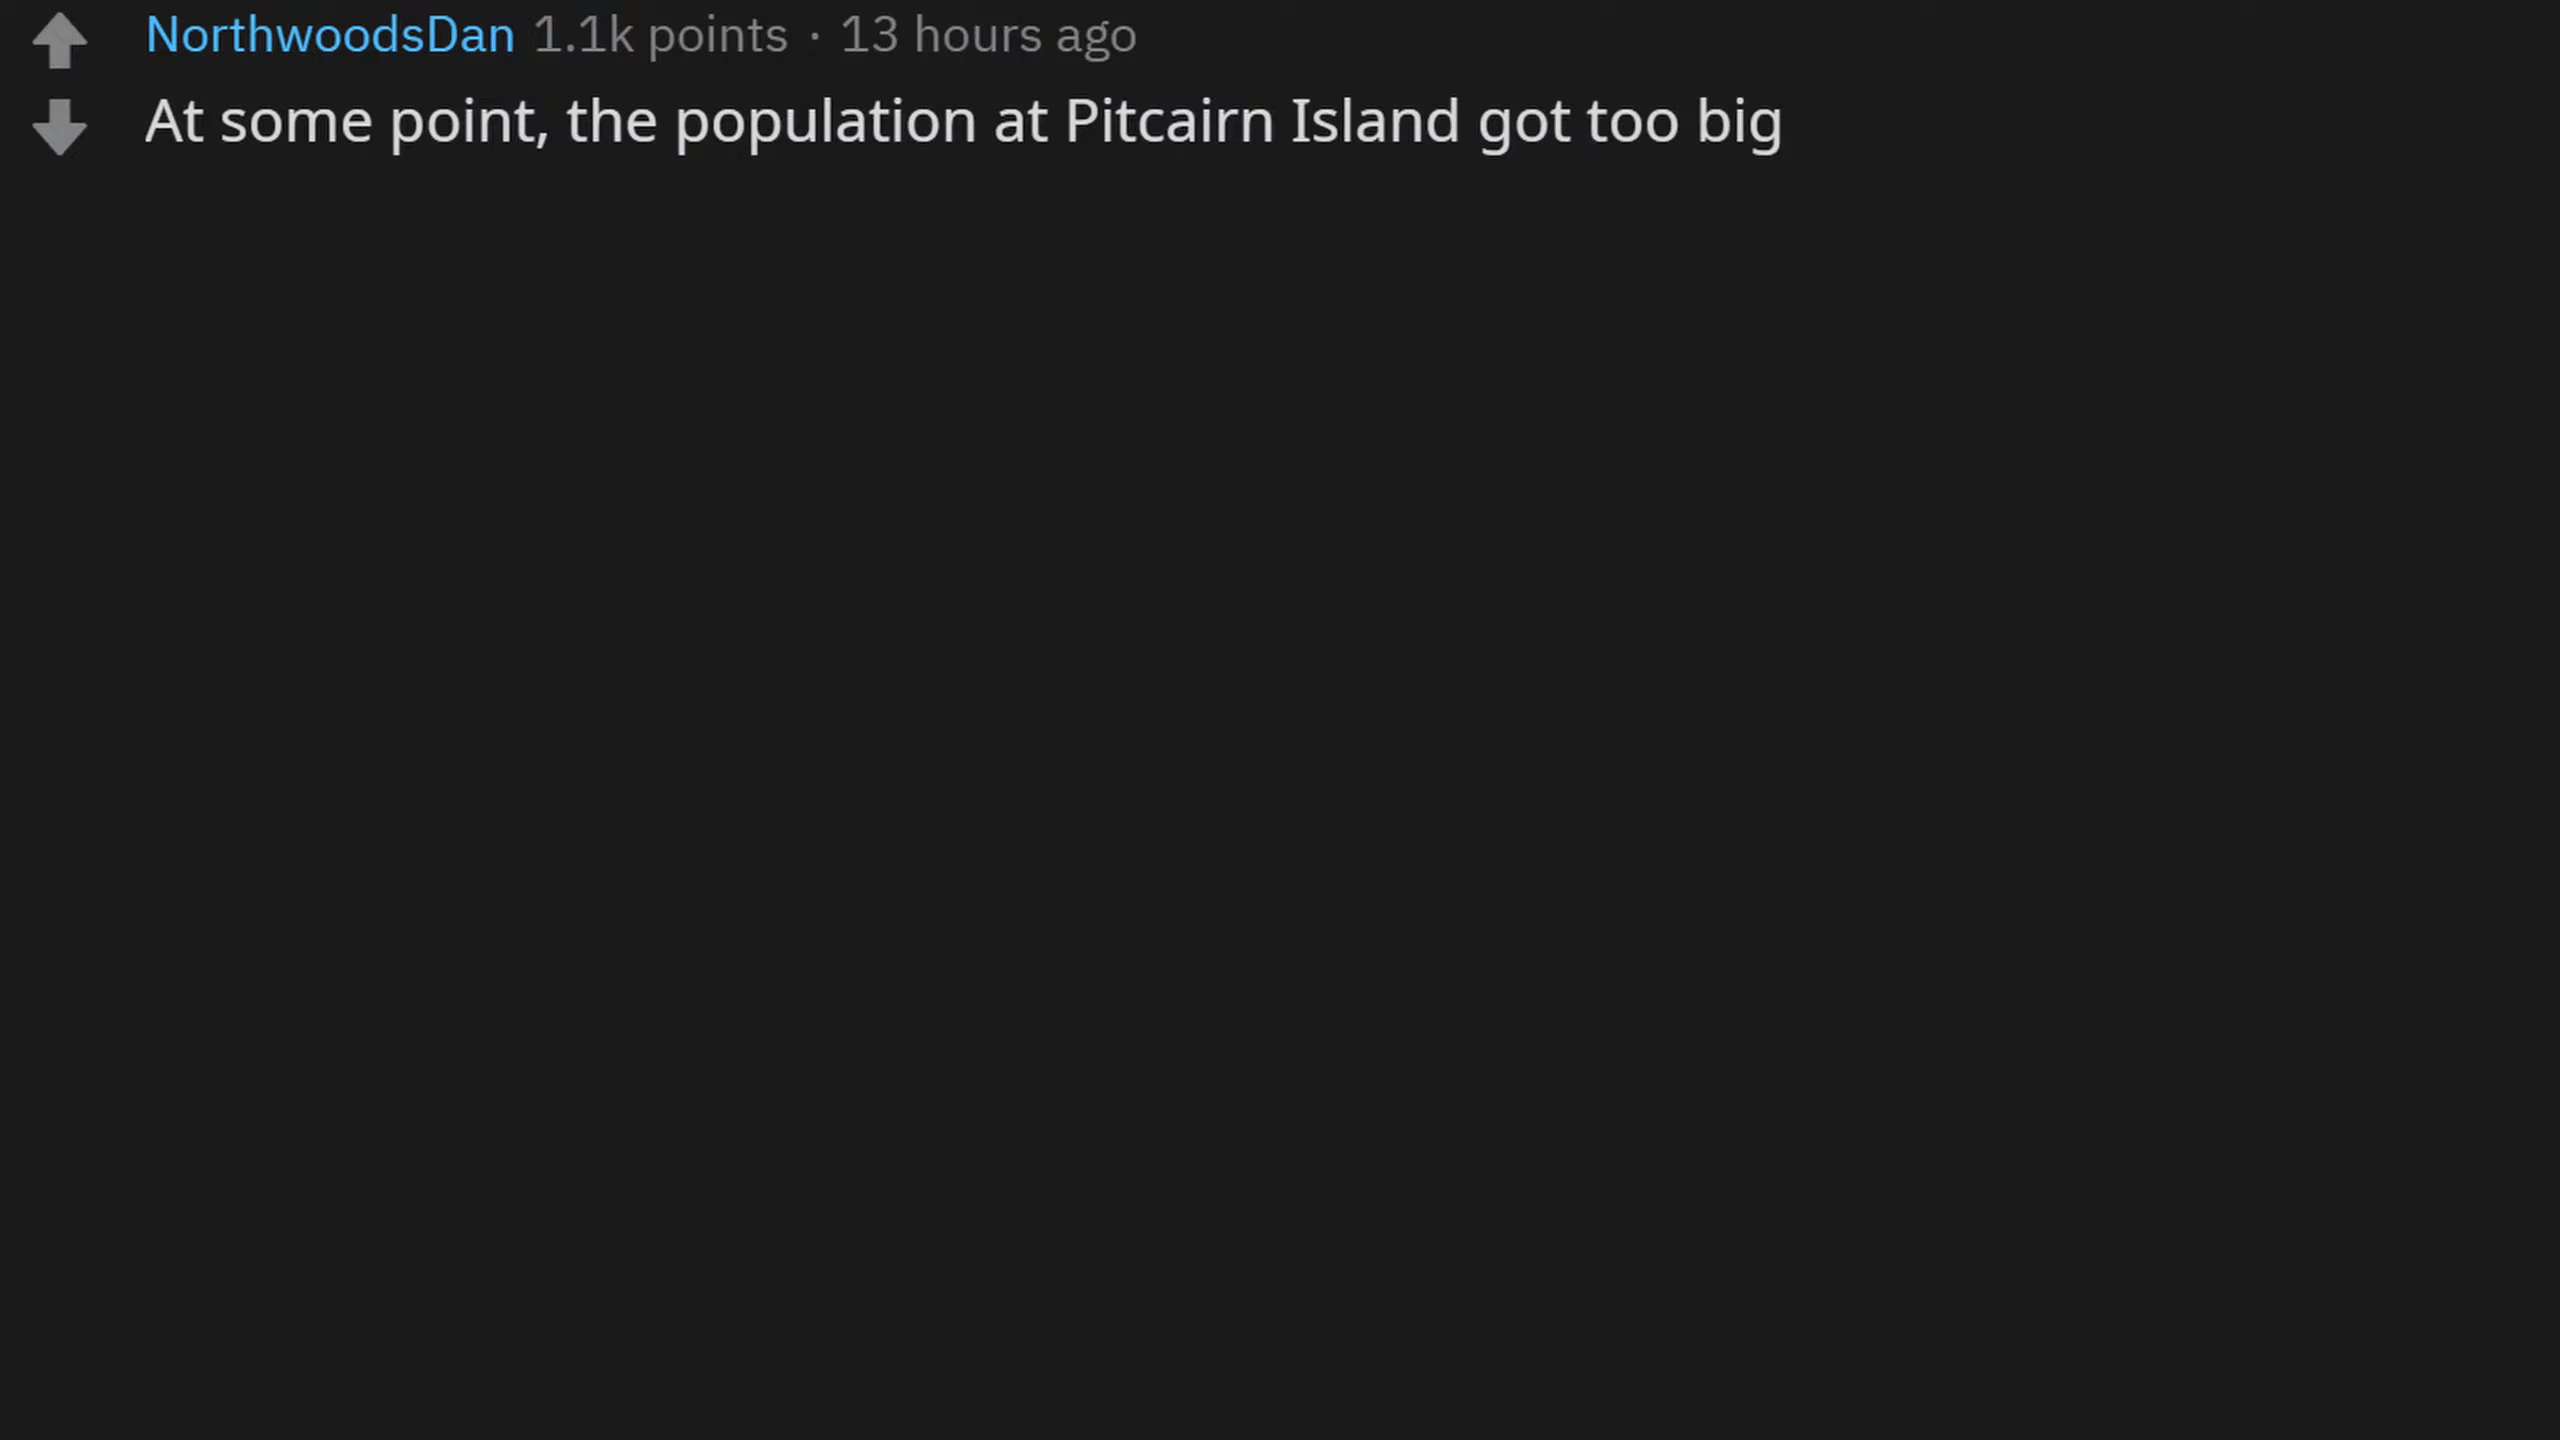 NorthwoodsDan 1.1k points · 13 hours ago
At some point, the population at Pitcairn Island got too big